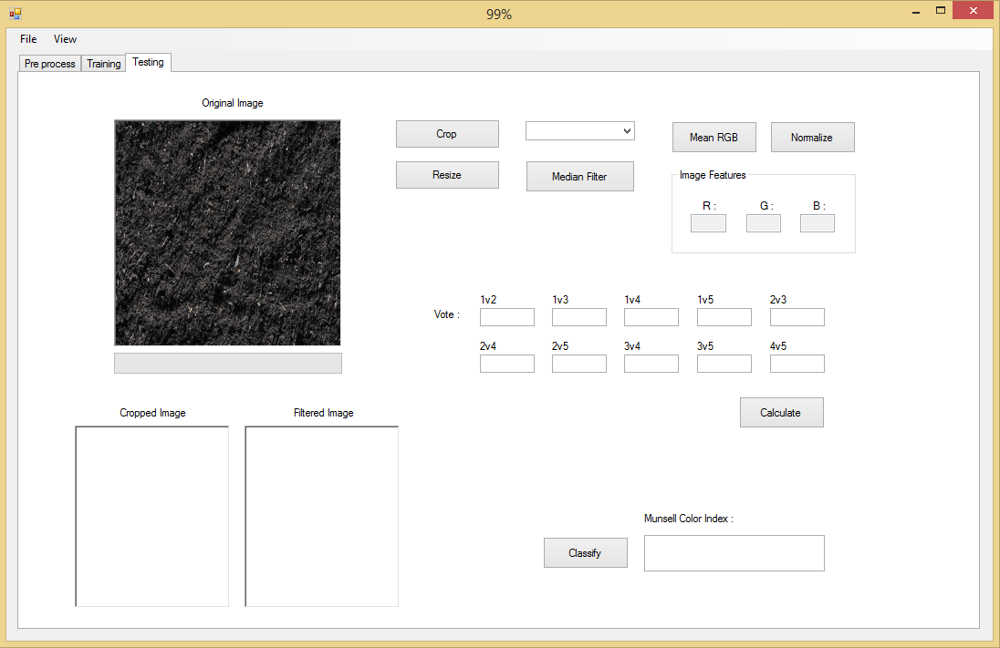 99%
File View
Pre process Training Testing
Original Image
Crop
Mean RGB Normalize
Resize Median Filter
Image Features
R : G : B :
1v2 1v3 1v4 1v5 2v3
Vote :
2v4 2v5 3v4 3v5 4v5
Calculate
Cropped Image Filtered Image
Munsell Color Index :
Classify